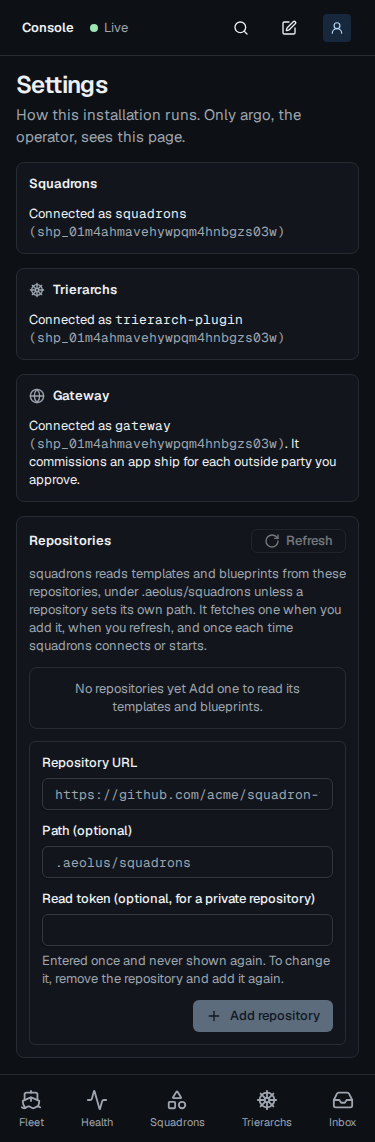 Console Live
Settings
How this installation runs. Only argo, the
operator, sees this page.
Squadrons
Connected as squadrons
(shp_01m4ahmavehywpqm4hnbgzs03w)
Trierarchs
Connected as trierarch-plugin
(shp_01m4ahmavehywpqm4hnbgzs03w)
Gateway
Connected as gateway
(shp_01m4ahmavehywpqm4hnbgzs03w). It
commissions an app ship for each outside party you
approve.
Repositories Refresh
squadrons reads templates and blueprints from these
repositories, under .aeolus/squadrons unless a
repository sets its own path. It fetches one when you
add it, when you refresh, and once each time
squadrons connects or starts.
No repositories yet Add one to read its
templates and blueprints.
Repository URL
https://github.com/acme/squadron-
Path (optional)
.aeolus/squadrons
Read token (optional, for a private repository)
Entered once and never shown again. To change
it, remove the repository and add it again.
Add repository
Fleet Health Squadrons Trierarchs Inbox